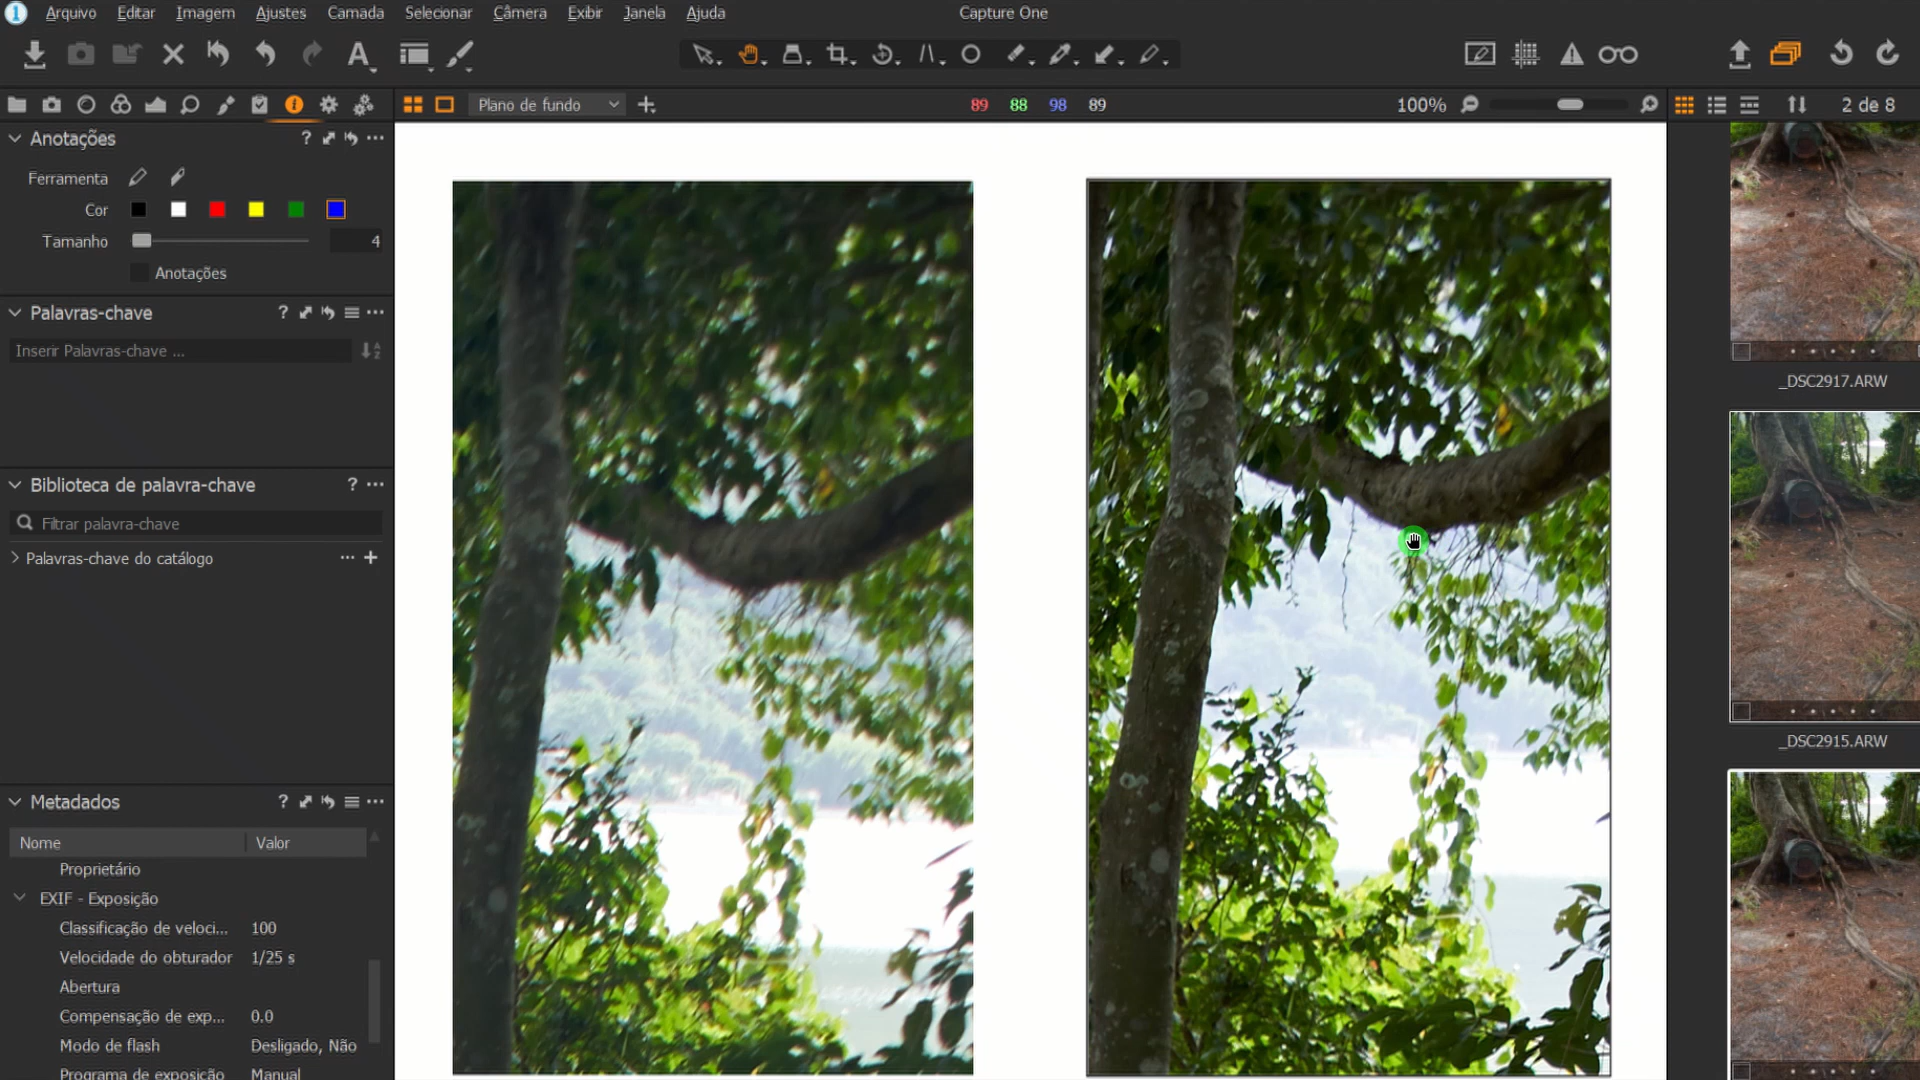 Arquivo Editar Imagem Ajustes Camada Selecionar Câmera Exibir Janela Ajuda Capture One
Plano de fundo 89 88 98 89 100% 2 de 8
Anotações ? ...
Ferramenta
Cor
Tamanho 4
Anotações
Palavras-chave ? ...
Inserir Palavras-chave ...
Biblioteca de palavra-chave ? ...
Filtrar palavra-chave
Palavras-chave do catálogo ... +
Metadados ? ...
Nome Valor
Proprietário
EXIF - Exposição
Classificação de veloci... 100
Velocidade do obturador 1/25 s
Abertura
Compensação de exp... 0.0
Modo de flash Desligado, Não
Programa de exposição Manual
_DSC2917.ARW
_DSC2915.ARW